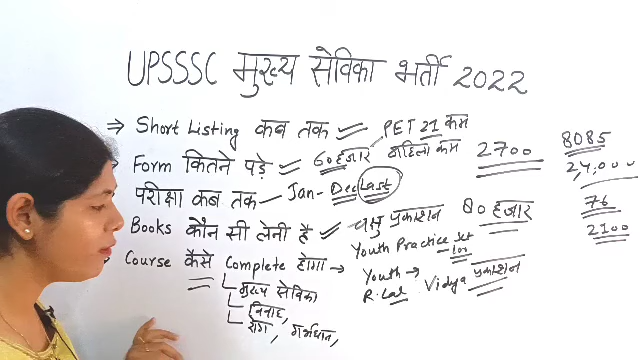 UPSSSC मुख्य सेविका भर्ती 2022
⇒ Short Listing कब तक PET 21 कम
Form कितने पड़े 60 हजार महिला कम 2700 8085
24,000
परीक्षा कब तक - Jan - Dec Last 76
Books कौन सी लेनी है प्रकाशन 80 हजार 2100
Youth Practice Set
Course कैसे Complete होगा → Youth →
मुख्य सेविका R. Lal Vidya प्रकाशन
विवाह,
रोग, गर्भधान,